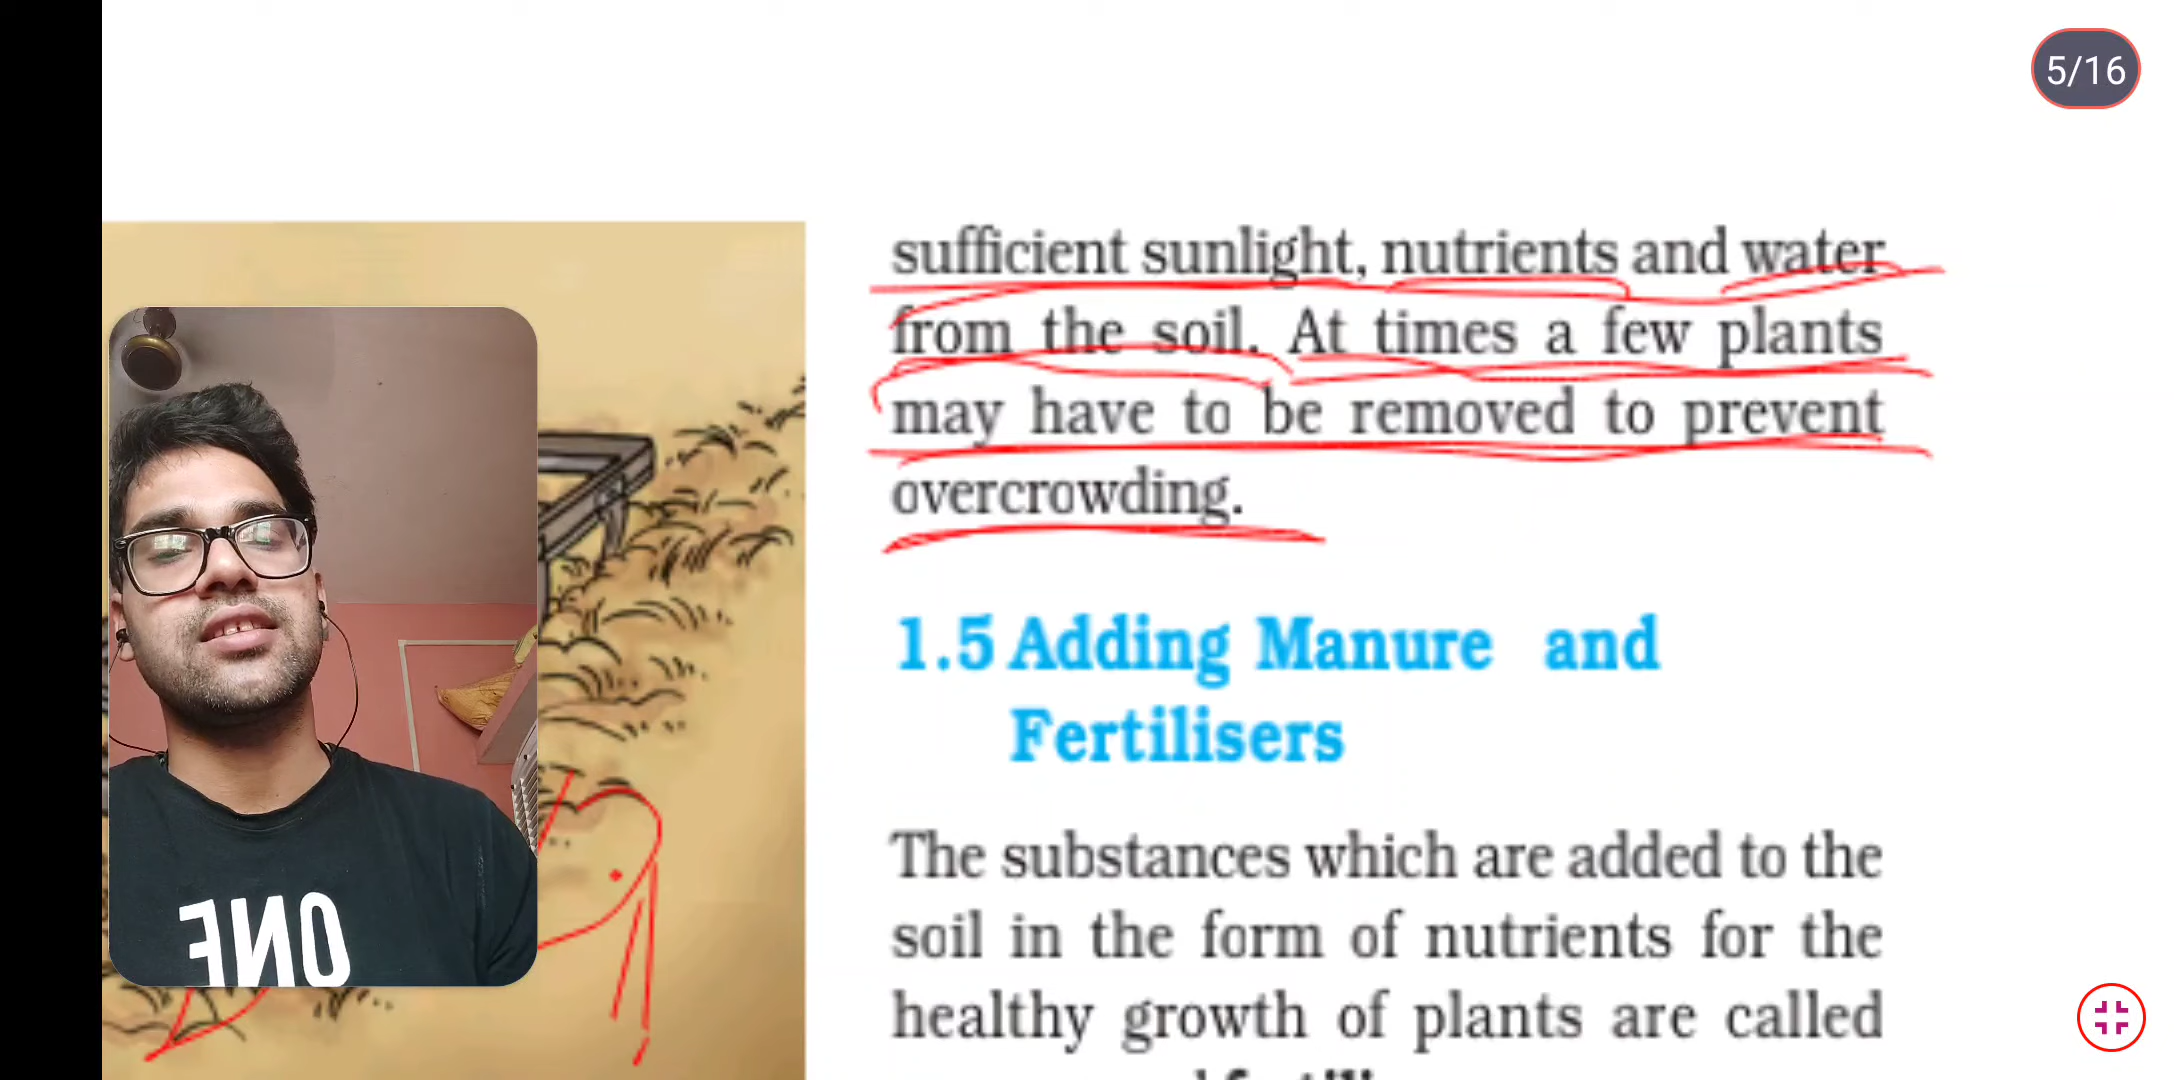 5/16
sufficient sunlight, nutrients and water
from the soil. At times a few plants
may have to be removed to prevent
overcrowding.
1.5 Adding Manure and
Fertilisers
The substances which are added to the
soil in the form of nutrients for the
healthy growth of plants are called
ONE